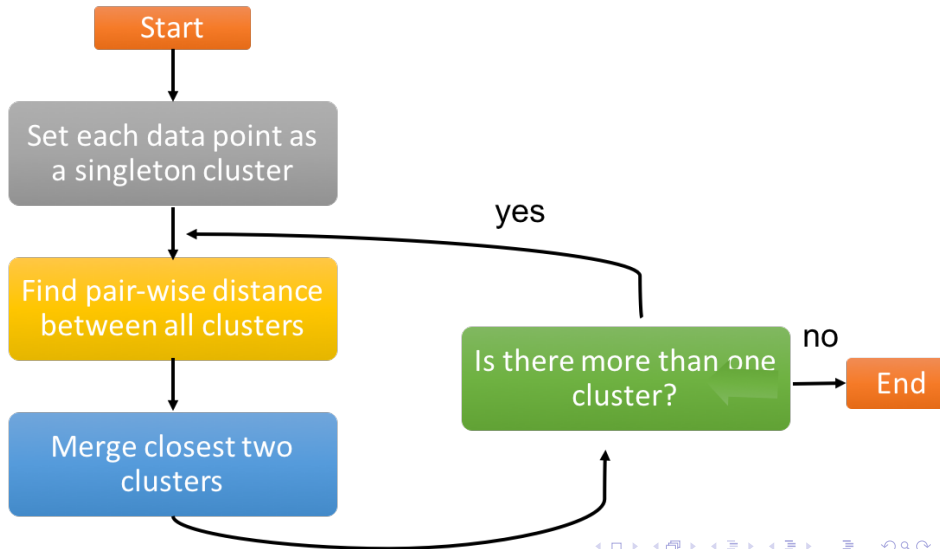 Start
Set each data point as
a singleton cluster
yes
Find pair-wise distance
between all clusters
Is there more than one
cluster?
no
End
Merge closest two
clusters